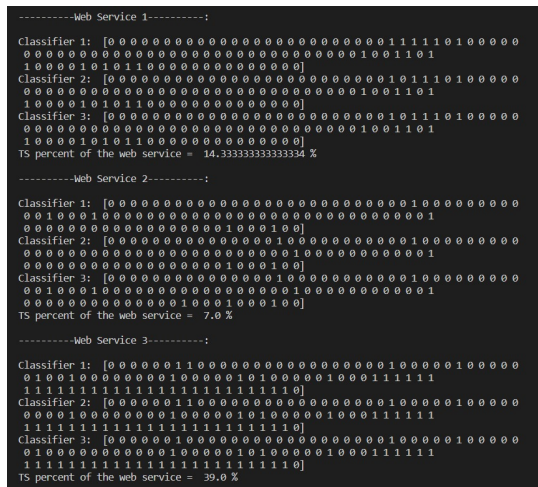 ----------Web Service 1----------:
Classifier 1:  [0 0 0 0 0 0 0 0 0 0 0 0 0 0 0 0 0 0 0 0 0 0 0 0 0 1 1 1 1 1 0 1 0 0 0 0 0
0 0 0 0 0 0 0 0 0 0 0 0 0 0 0 0 0 0 0 0 0 0 0 0 0 0 0 0 0 0 1 0 0 1 1 0 1
1 0 0 0 0 1 0 1 0 1 1 0 0 0 0 0 0 0 0 0 0 0 0 0 0 0]
Classifier 2:  [0 0 0 0 0 0 0 0 0 0 0 0 0 0 0 0 0 0 0 0 0 0 0 0 0 1 0 1 1 1 0 1 0 0 0 0 0
0 0 0 0 0 0 0 0 0 0 0 0 0 0 0 0 0 0 0 0 0 0 0 0 0 0 0 0 0 0 1 0 0 1 1 0 1
1 0 0 0 0 1 0 1 0 1 1 0 0 0 0 0 0 0 0 0 0 0 0 0 0 0]
Classifier 3:  [0 0 0 0 0 0 0 0 0 0 0 0 0 0 0 0 0 0 0 0 0 0 0 0 0 1 0 1 1 1 0 1 0 0 0 0 0
0 0 0 0 0 0 0 0 0 0 0 0 0 0 0 0 0 0 0 0 0 0 0 0 0 0 0 0 0 0 1 0 0 1 1 0 1
1 0 0 0 0 1 0 1 0 1 1 0 0 0 0 0 0 0 0 0 0 0 0 0 0 0]
TS percent of the web service =  14.333333333333334 %
----------Web Service 2----------:
Classifier 1:  [0 0 0 0 0 0 0 0 0 0 0 0 0 0 0 0 0 0 0 0 0 0 0 0 0 0 0 1 0 0 0 0 0 0 0 0 0
0 0 1 0 0 0 1 0 0 0 0 0 0 0 0 0 0 0 0 0 0 0 0 0 0 0 0 0 0 0 0 0 0 0 0 0 1
0 0 0 0 0 0 0 0 0 0 0 0 0 0 0 0 0 0 0 1 0 0 0 1 0 0]
Classifier 2:  [0 0 0 0 0 0 0 0 0 0 0 0 0 0 0 1 0 0 0 0 0 0 0 0 0 0 0 1 0 0 0 0 0 0 0 0 0
0 0 0 0 0 0 0 0 0 0 0 0 0 0 0 0 0 0 0 0 0 0 0 0 1 0 0 0 0 0 0 0 0 0 0 0 1
0 0 0 0 0 0 0 0 0 0 0 0 0 0 0 0 0 0 0 1 0 0 0 1 0 0]
Classifier 3:  [0 0 0 0 0 0 0 0 0 0 0 0 0 0 0 1 0 0 0 0 0 0 0 0 0 0 0 1 0 0 0 0 0 0 0 0 0
0 0 1 0 0 0 1 0 0 0 0 0 0 0 0 0 0 0 0 0 0 0 0 0 1 0 0 0 0 0 0 0 0 0 0 0 1
0 0 0 0 0 0 0 0 0 0 0 0 0 0 0 1 0 0 0 1 0 0 0 1 0 0]
TS percent of the web service =  7.0 %
----------Web Service 3----------:
Classifier 1:  [0 0 0 0 0 0 1 1 0 0 0 0 0 0 0 0 0 0 0 0 0 0 0 0 0 1 0 0 0 0 0 1 0 0 0 0 0
0 1 0 0 1 0 0 0 0 0 0 0 0 1 0 0 0 0 0 1 0 1 0 0 0 0 0 1 0 0 0 1 1 1 1 1 1
1 1 1 1 1 1 1 1 1 1 1 1 1 1 1 1 1 1 1 1 1 1 1 1 1 0]
Classifier 2:  [0 0 0 0 0 0 1 1 0 0 0 0 0 0 0 0 0 0 0 0 0 0 0 0 0 1 0 0 0 0 0 1 0 0 0 0 0
0 0 0 0 1 0 0 0 0 0 0 0 0 1 0 0 0 0 0 1 0 1 0 0 0 0 0 1 0 0 0 1 1 1 1 1 1
1 1 1 1 1 1 1 1 1 1 1 1 1 1 1 1 1 1 1 1 1 1 1 1 1 0]
Classifier 3:  [0 0 0 0 0 0 1 0 0 0 0 0 0 0 0 0 0 0 0 0 0 0 0 0 0 1 0 0 0 0 0 1 0 0 0 0 0
0 1 0 0 0 0 0 0 0 0 0 0 0 1 0 0 0 0 0 1 0 1 0 0 0 0 0 1 0 0 0 1 1 1 1 1 1
1 1 1 1 1 1 1 1 1 1 1 1 1 1 1 1 1 1 1 1 1 1 1 1 1 0]
TS percent of the web service =  39.0 %